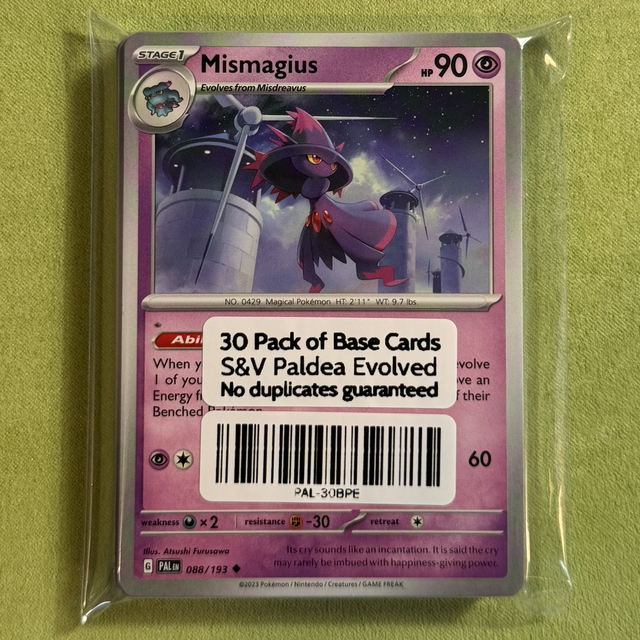 STAGE 1
Mismagius
HP 90
Evolves from Misdreavus
NO. 0429 Magical Pokémon HT: 2'11" WT: 9.7 lbs.
Abi
When y
evolve
1 of you
ve an
Energy f
f their
Benched Pokémon.
30 Pack of Base Cards
S&V Paldea Evolved
No duplicates guaranteed
60
PAL-30BPE
weakness ×2 resistance -30 retreat
Illus. Atsushi Furusawa
G PAL EN 088/193
Its cry sounds like an incantation. It is said the cry
may rarely be imbued with happiness-giving power.
©2023 Pokémon / Nintendo / Creatures / GAME FREAK